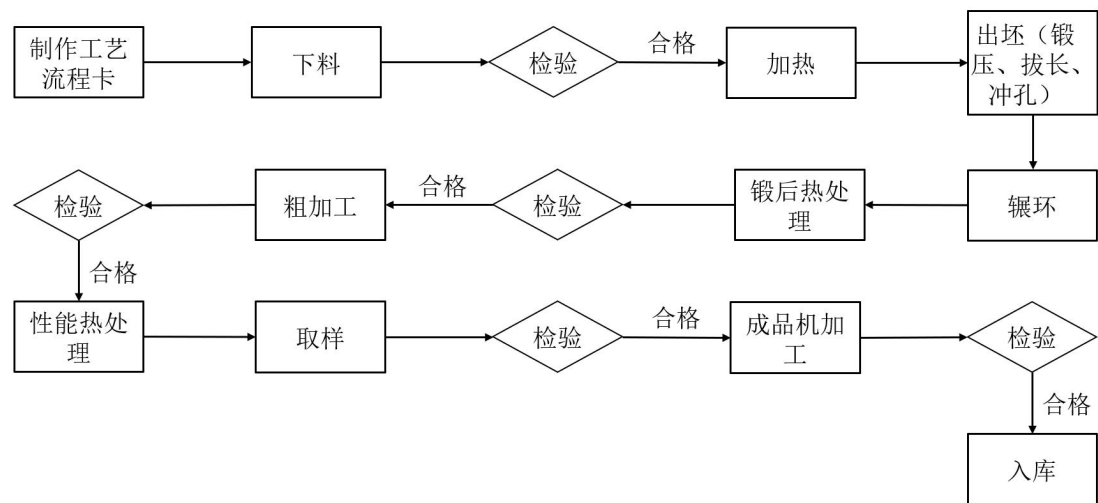 制作工艺
流程卡
下料
检验
合格
加热
出坯（锻
压、拔长、
冲孔）
辗环
锻后热处
理
检验
合格
粗加工
检验
合格
性能热处
理
取样
检验
合格
成品机加
工
检验
合格
入库